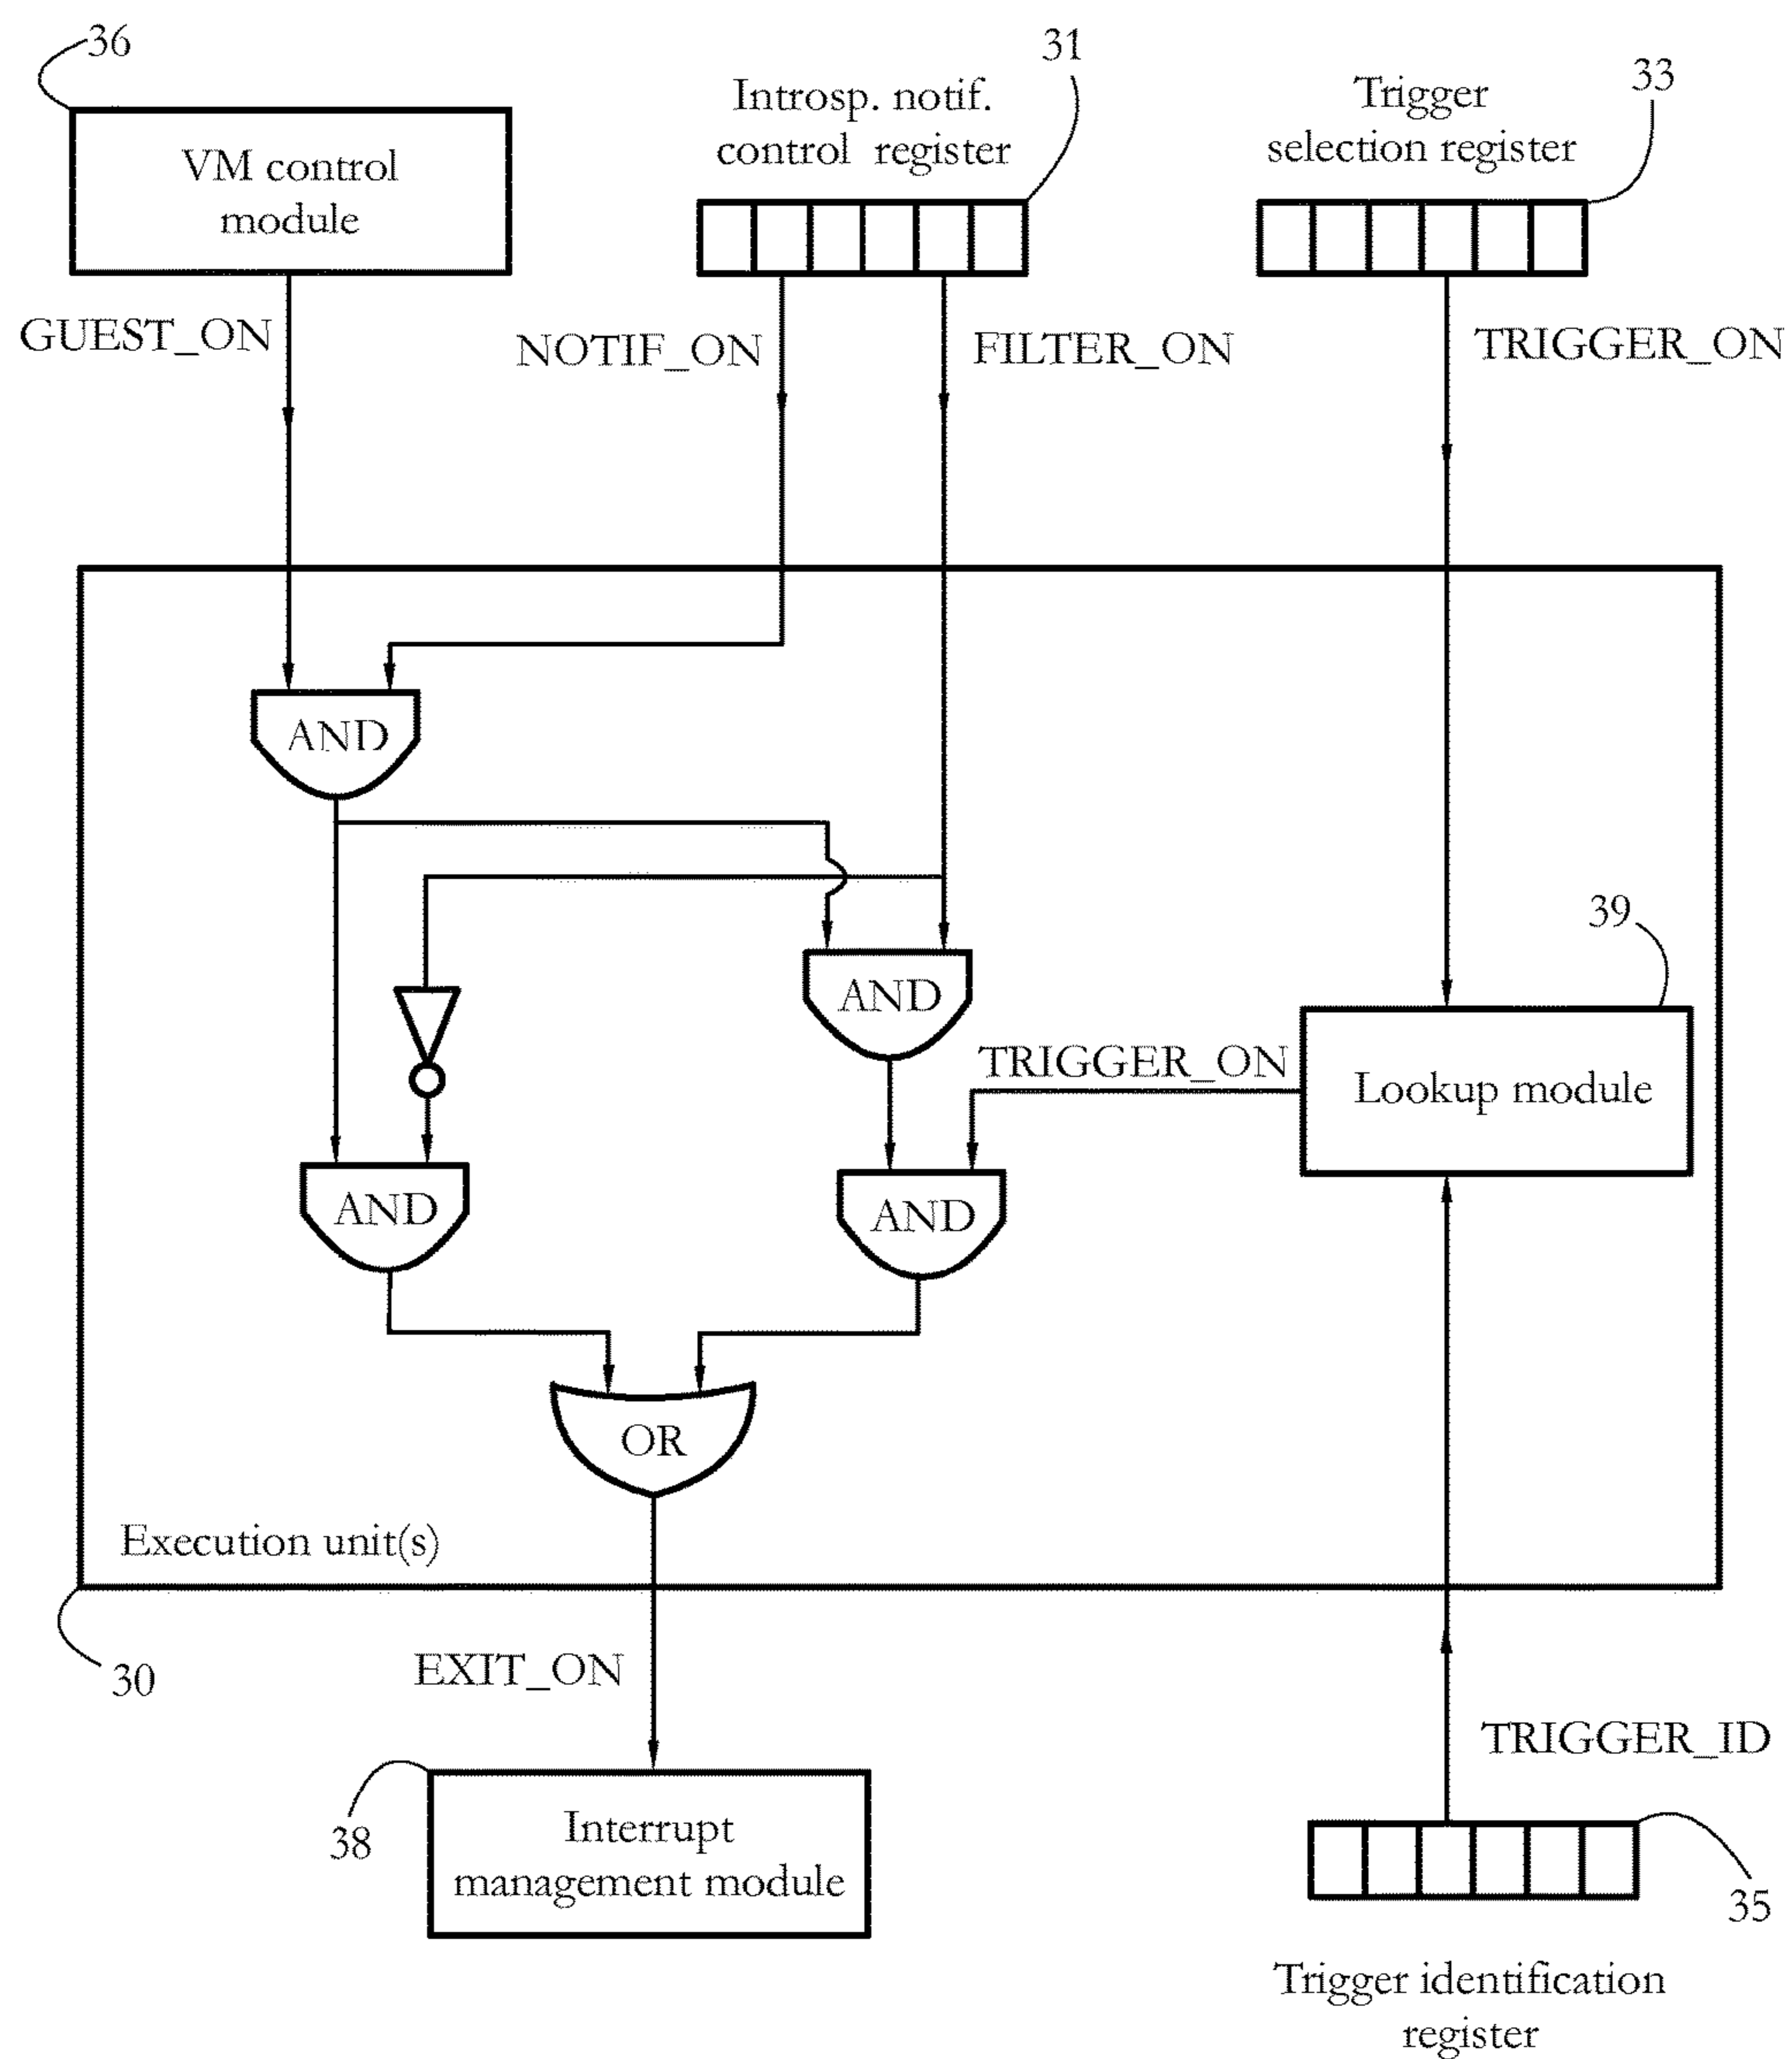 36
31
33
Introsp. notif.
control register
Trigger
selection register
VM control
module
GUEST_ON
NOTIF_ON
FILTER_ON
TRIGGER_ON
AND
39
AND
TRIGGER_ON
Lookup module
AND
AND
OR
Execution unit(s)
30
EXIT_ON
TRIGGER_ID
38
Interrupt
management module
35
Trigger identification
register